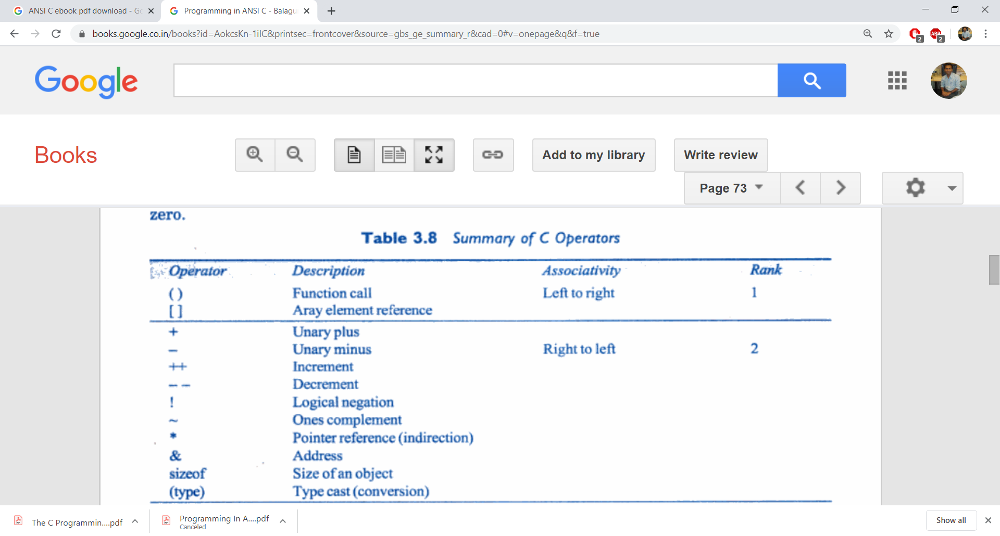 ANSI C ebook pdf download - Go
Programming in ANSI C - Balagu
books.google.co.in/books?id=AokcsKn-1iIC&printsec=frontcover&source=gbs_ge_summary_r&cad=0#v=onepage&q&f=true
2
ABP
2
Google
Books
Add to my library
Write review
Page 73
zero.
Table 3.8 Summary of C Operators
Operator Description Associativity Rank
( ) Function call Left to right 1
[ ] Aray element reference
+ Unary plus
– Unary minus Right to left 2
++ Increment
– – Decrement
! Logical negation
~ Ones complement
* Pointer reference (indirection)
& Address
sizeof Size of an object
(type) Type cast (conversion)
The C Programmin....pdf
Programming In A....pdf
Canceled
Show all